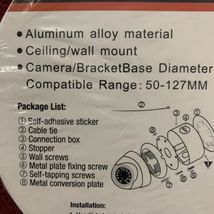 • Aluminum alloy material
• Ceiling/wall mount
• Camera/BracketBase Diameter
Compatible Range: 50-127MM
Package List:
① Self-adhesive sticker
② Cable tie
③ Connection box
④ Stopper
⑤ Wall screws
⑥ Metal plate fixing screw
⑦ Self-tapping screws
⑧ Metal conversion plate
Installation: